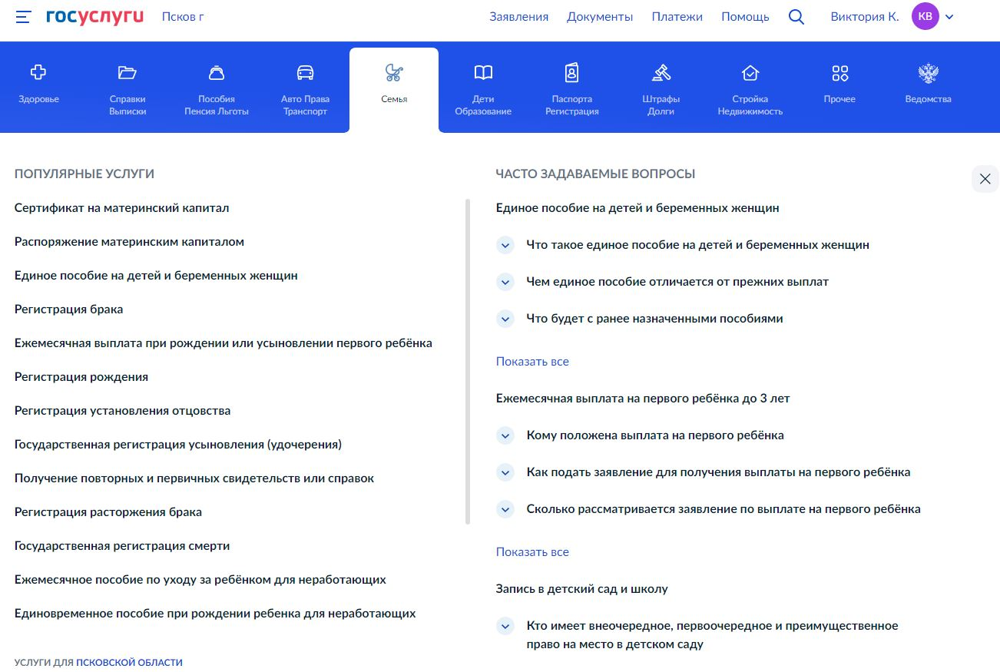 госуслуги
Псков г
Заявления
Документы
Платежи
Помощь
Виктория К.
КВ
Здоровье
Справки
Выписки
Пособия
Пенсия Льготы
Авто Права
Транспорт
Семья
Дети
Образование
Паспорта
Регистрация
Штрафы
Долги
Стройка
Недвижимость
Прочее
Ведомства
ПОПУЛЯРНЫЕ УСЛУГИ
Сертификат на материнский капитал
Распоряжение материнским капиталом
Единое пособие на детей и беременных женщин
Регистрация брака
Ежемесячная выплата при рождении или усыновлении первого ребёнка
Регистрация рождения
Регистрация установления отцовства
Государственная регистрация усыновления (удочерения)
Получение повторных и первичных свидетельств или справок
Регистрация расторжения брака
Государственная регистрация смерти
Ежемесячное пособие по уходу за ребёнком для неработающих
Единовременное пособие при рождении ребенка для неработающих
УСЛУГИ ДЛЯ ПСКОВСКОЙ ОБЛАСТИ
ЧАСТО ЗАДАВАЕМЫЕ ВОПРОСЫ
Единое пособие на детей и беременных женщин
Что такое единое пособие на детей и беременных женщин
Чем единое пособие отличается от прежних выплат
Что будет с ранее назначенными пособиями
Показать все
Ежемесячная выплата на первого ребёнка до 3 лет
Кому положена выплата на первого ребёнка
Как подать заявление для получения выплаты на первого ребёнка
Сколько рассматривается заявление по выплате на первого ребёнка
Показать все
Запись в детский сад и школу
Кто имеет внеочередное, первоочередное и преимущественное
право на место в детском саду